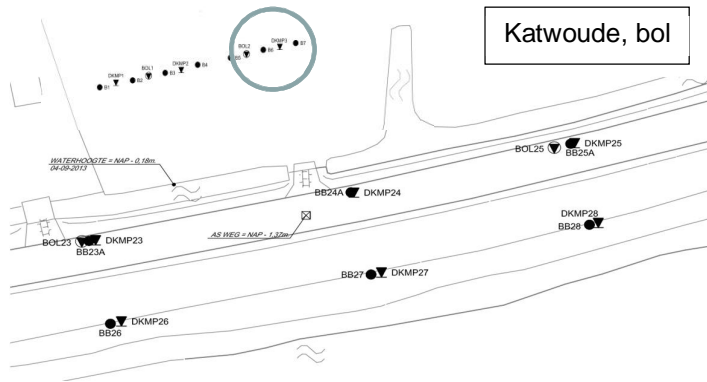 Katwoude, bol
B1
DKMP1
B2
BOL1
B3
DKMP2
B4
B5
BOL2
B6
DKMP3
B7
WATERHOOGTE = NAP - 0,18m
04-09-2013
BOL25
DKMP25
BB25A
BB24A
DKMP24
AS WEG = NAP - 1,37m
BOL23
DKMP23
BB23A
DKMP28
BB28
BB27
DKMP27
DKMP26
BB26